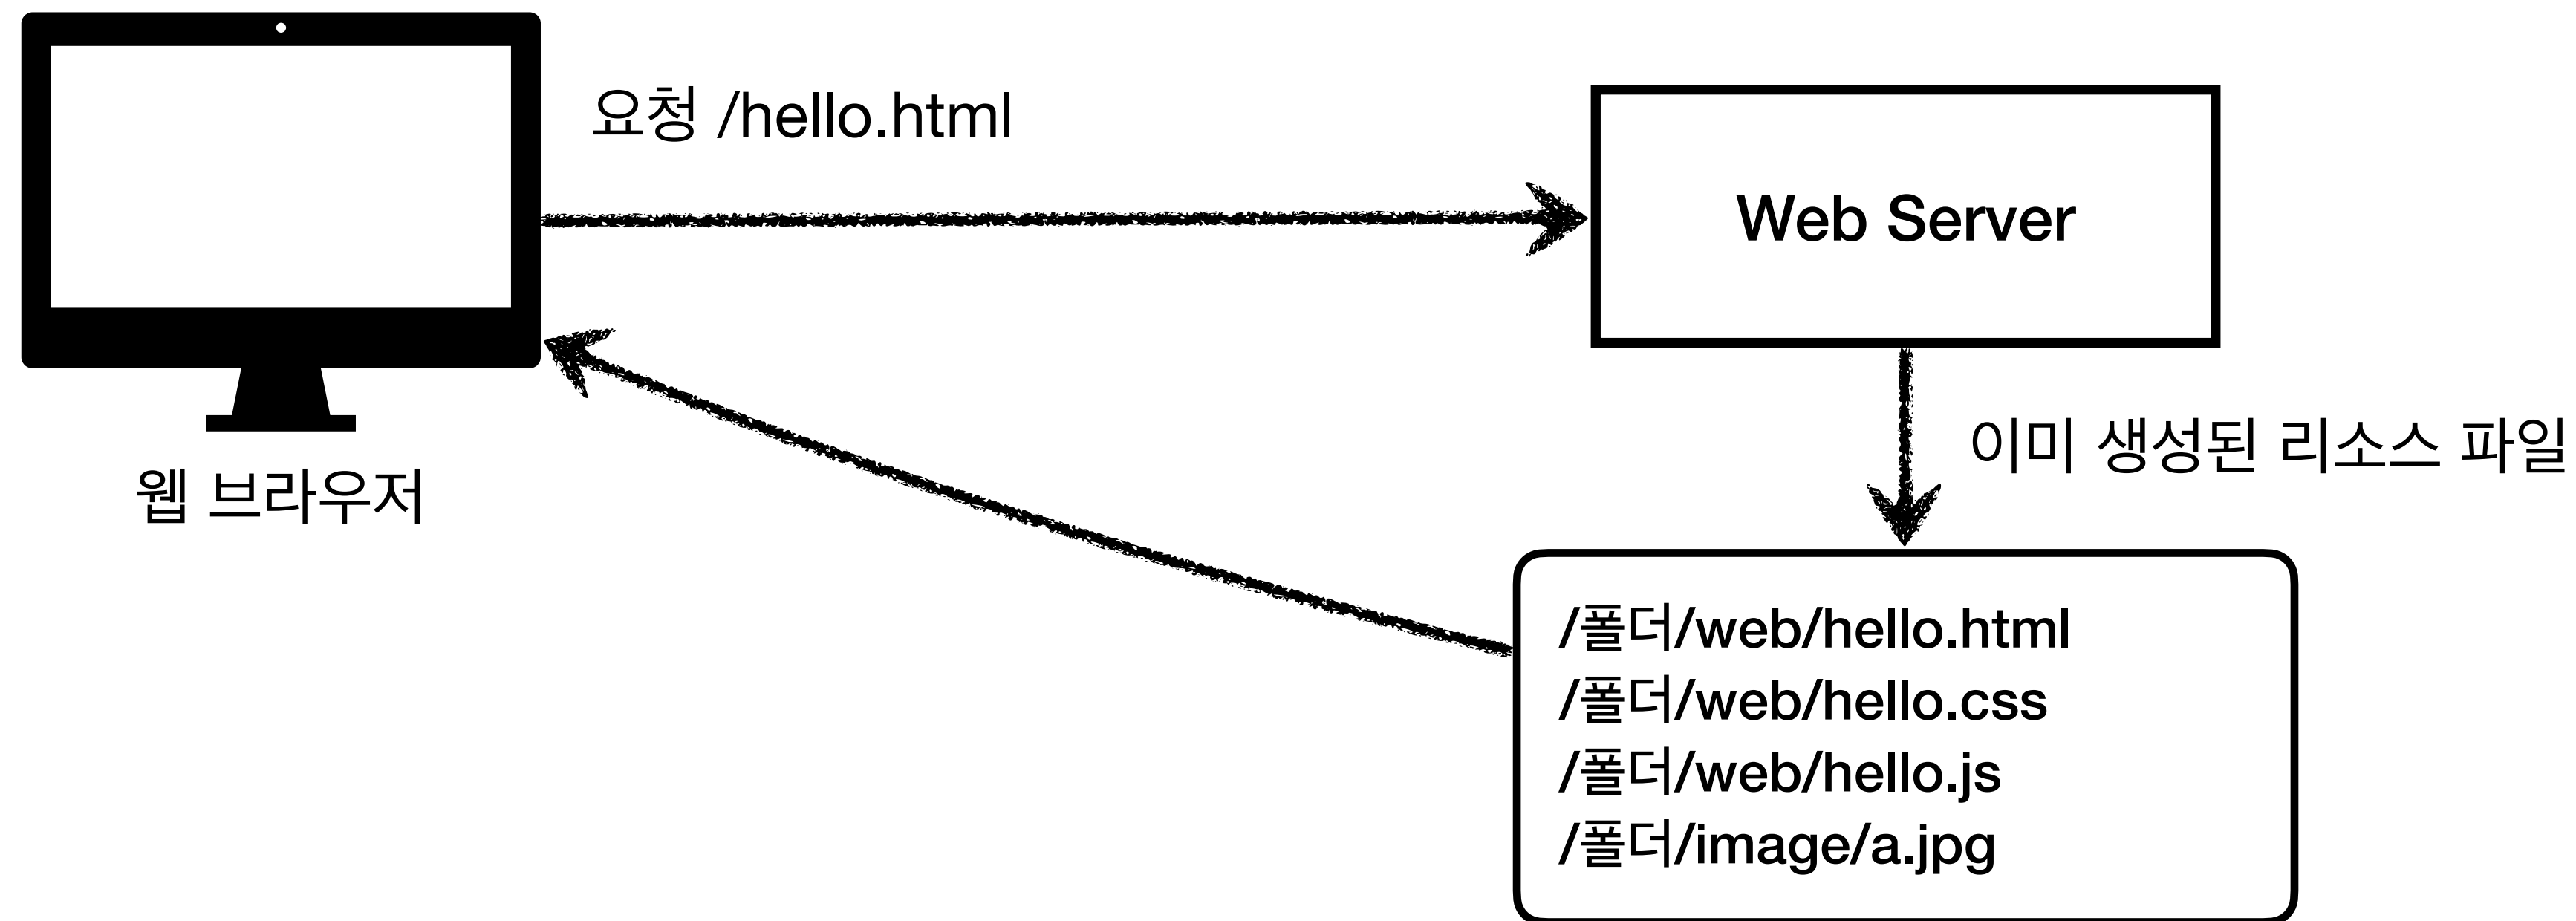 요청 /hello.html
Web Server
웹 브라우저
이미 생성된 리소스 파일
/폴더/web/hello.html
/폴더/web/hello.css
/폴더/web/hello.js
/폴더/image/a.jpg